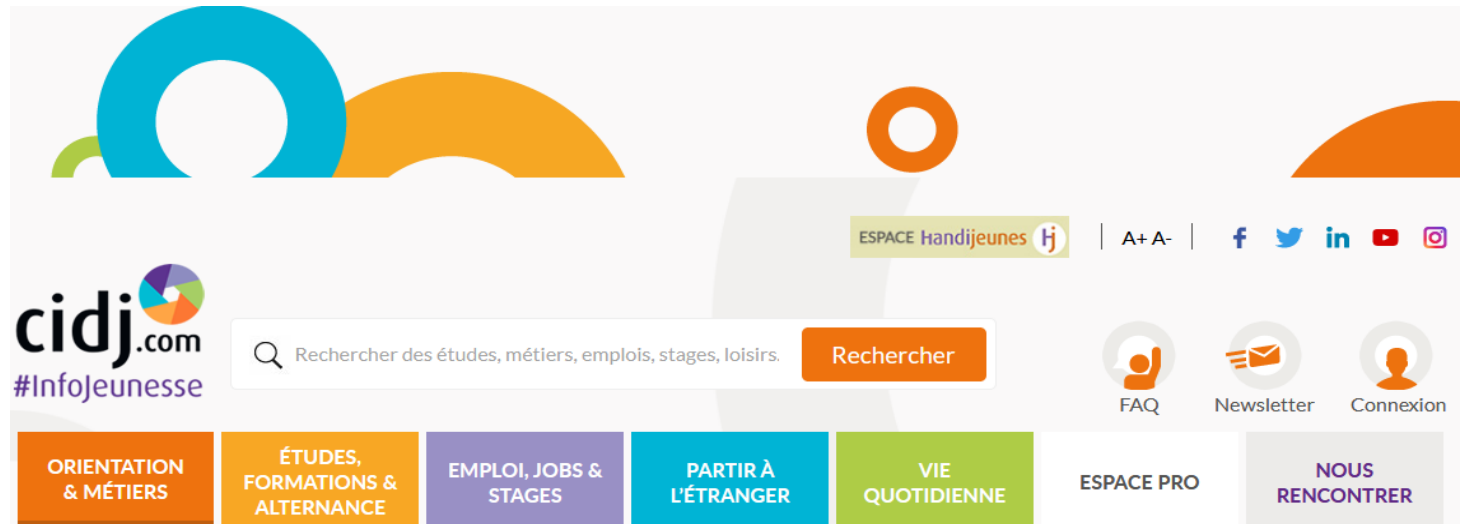 ESPACE Handijeunes Hj
A+ A-
cidj.com
#InfoJeunesse
Rechercher des études, métiers, emplois, stages, loisirs.
Rechercher
FAQ
Newsletter
Connexion
ORIENTATION
& MÉTIERS
ÉTUDES,
FORMATIONS &
ALTERNANCE
EMPLOI, JOBS &
STAGES
PARTIR À
L'ÉTRANGER
VIE
QUOTIDIENNE
ESPACE PRO
NOUS
RENCONTRER